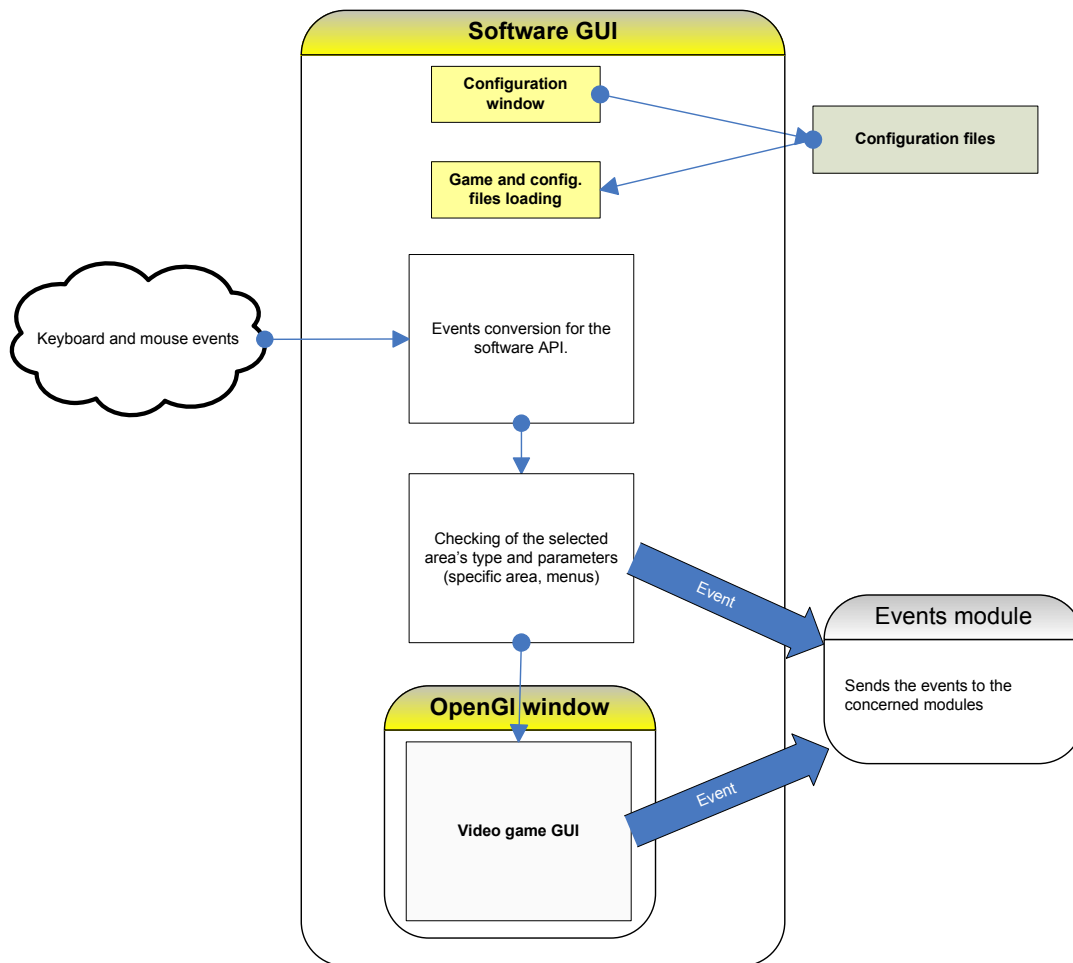 Software GUI
Configuration
window
Configuration files
Game and config.
files loading
Keyboard and mouse events
Events conversion for the
software API.
Checking of the selected
area's type and parameters
(specific area, menus)
Event
Events module
Sends the events to the
concerned modules
OpenGl window
Event
Video game GUI